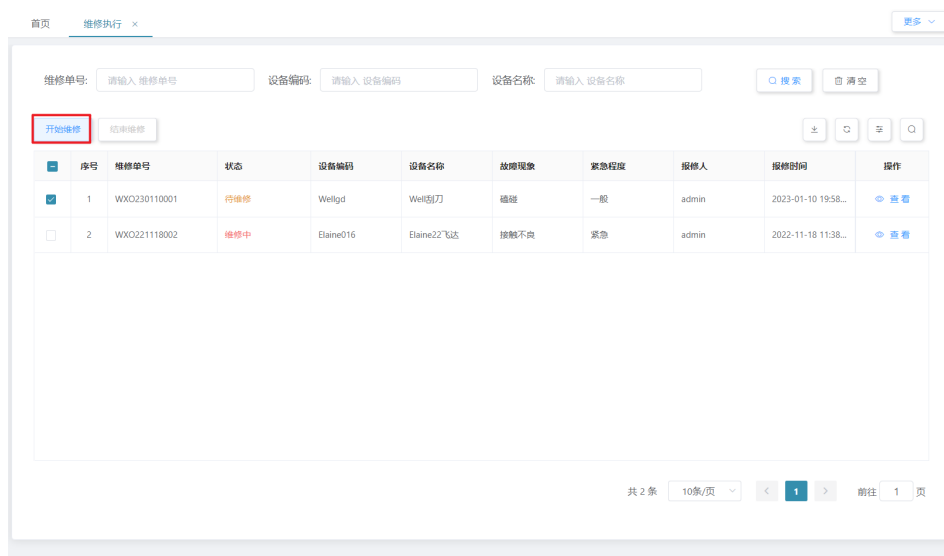 首页 维修执行 × 更多
维修单号: 请输入 维修单号 设备编码: 请输入 设备编码 设备名称: 请输入 设备名称 搜索 清空
开始维修 结束维修
序号 维修单号 状态 设备编码 设备名称 故障现象 紧急程度 报修人 报修时间 操作
1 WXO230110001 待维修 Wellgd Well刮刀 磕碰 一般 admin 2023-01-10 19:58... 查看
2 WXO221118002 维修中 Elaine016 Elaine22飞达 接触不良 紧急 admin 2022-11-18 11:38... 查看
共 2 条 10条/页 < 1 > 前往 1 页